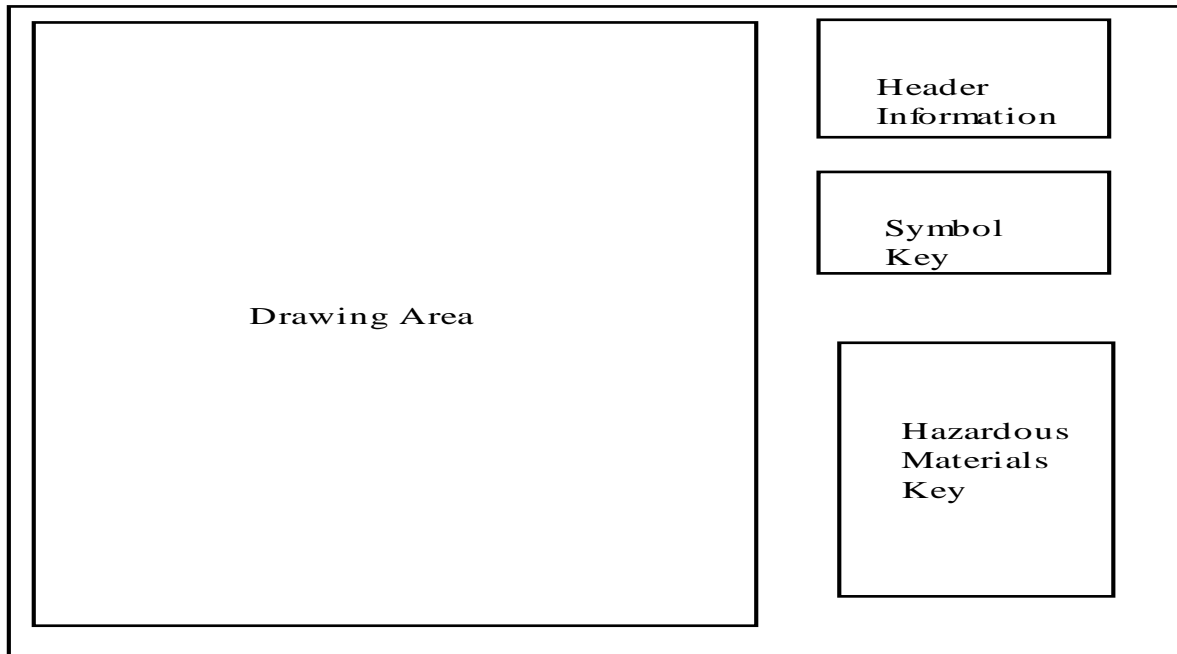 Drawing Area
Header
Information
Symbol
Key
Hazardous
Materials
Key